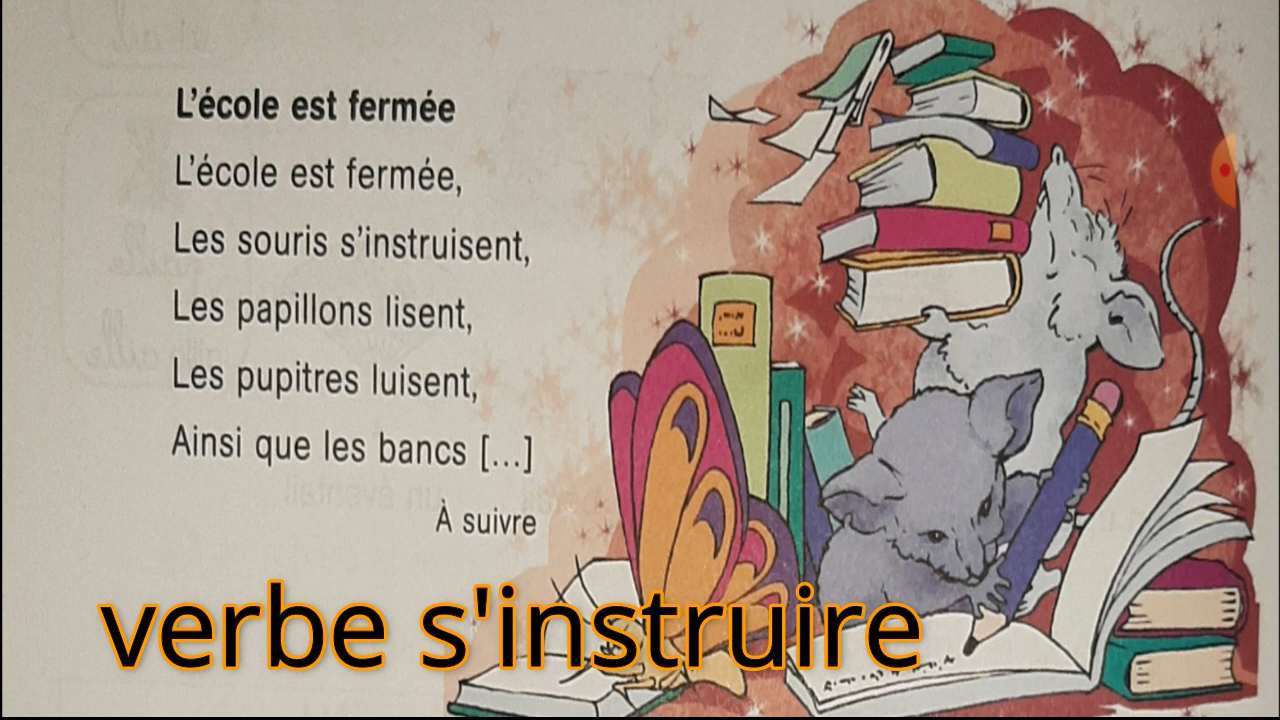 L'école est fermée
L'école est fermée,
Les souris s'instruisent,
Les papillons lisent,
Les pupitres luisent,
Ainsi que les bancs [...]
À suivre
verbe s'instruire